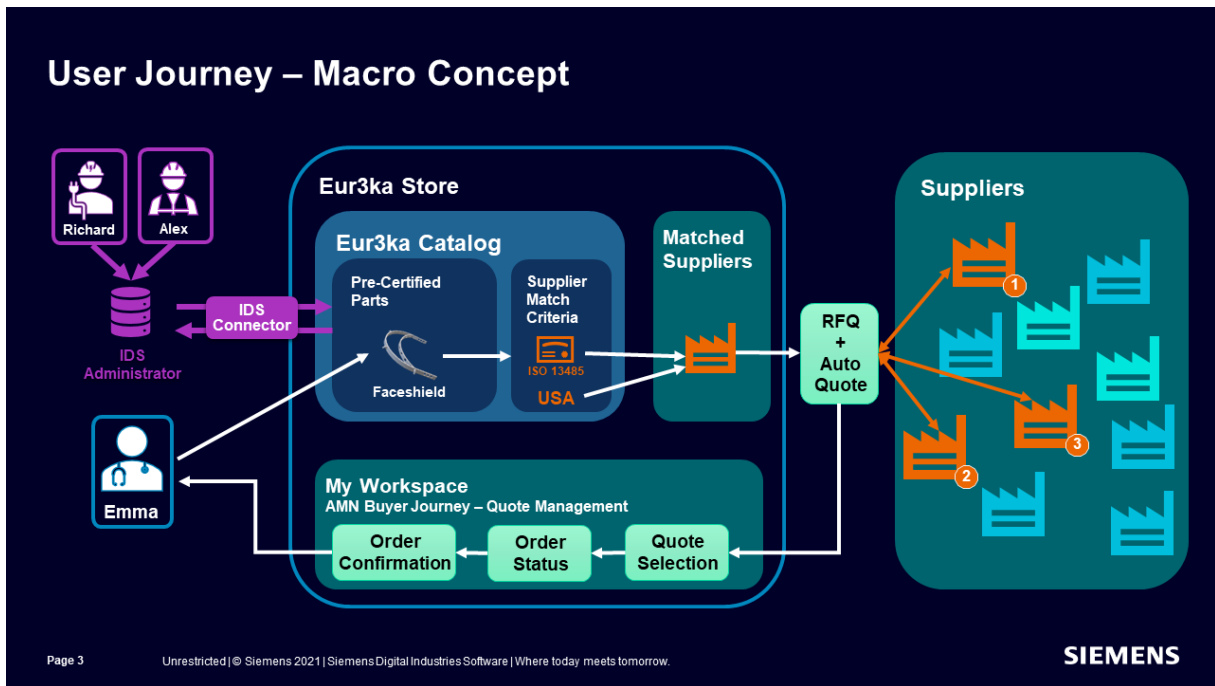 User Journey – Macro Concept
Richard
Alex
IDS
Connector
IDS
Administrator
Emma
Eur3ka Store
Eur3ka Catalog
Pre-Certified
Parts
Faceshield
Supplier
Match
Criteria
ISO 13485
USA
Matched
Suppliers
RFQ
+
Auto
Quote
Suppliers
1
2
3
My Workspace
AMN Buyer Journey – Quote Management
Order
Confirmation
Order
Status
Quote
Selection
Page 3
Unrestricted | © Siemens 2021 | Siemens Digital Industries Software | Where today meets tomorrow.
SIEMENS